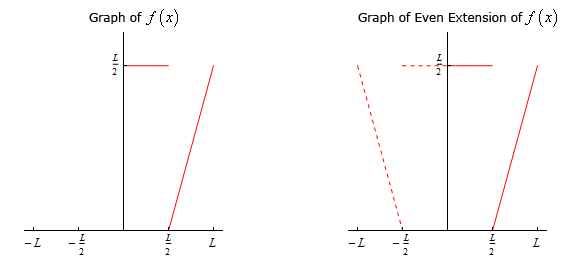 Graph of f(x)
L/2
-L -L/2 L/2 L
Graph of Even Extension of f(x)
L/2
-L -L/2 L/2 L